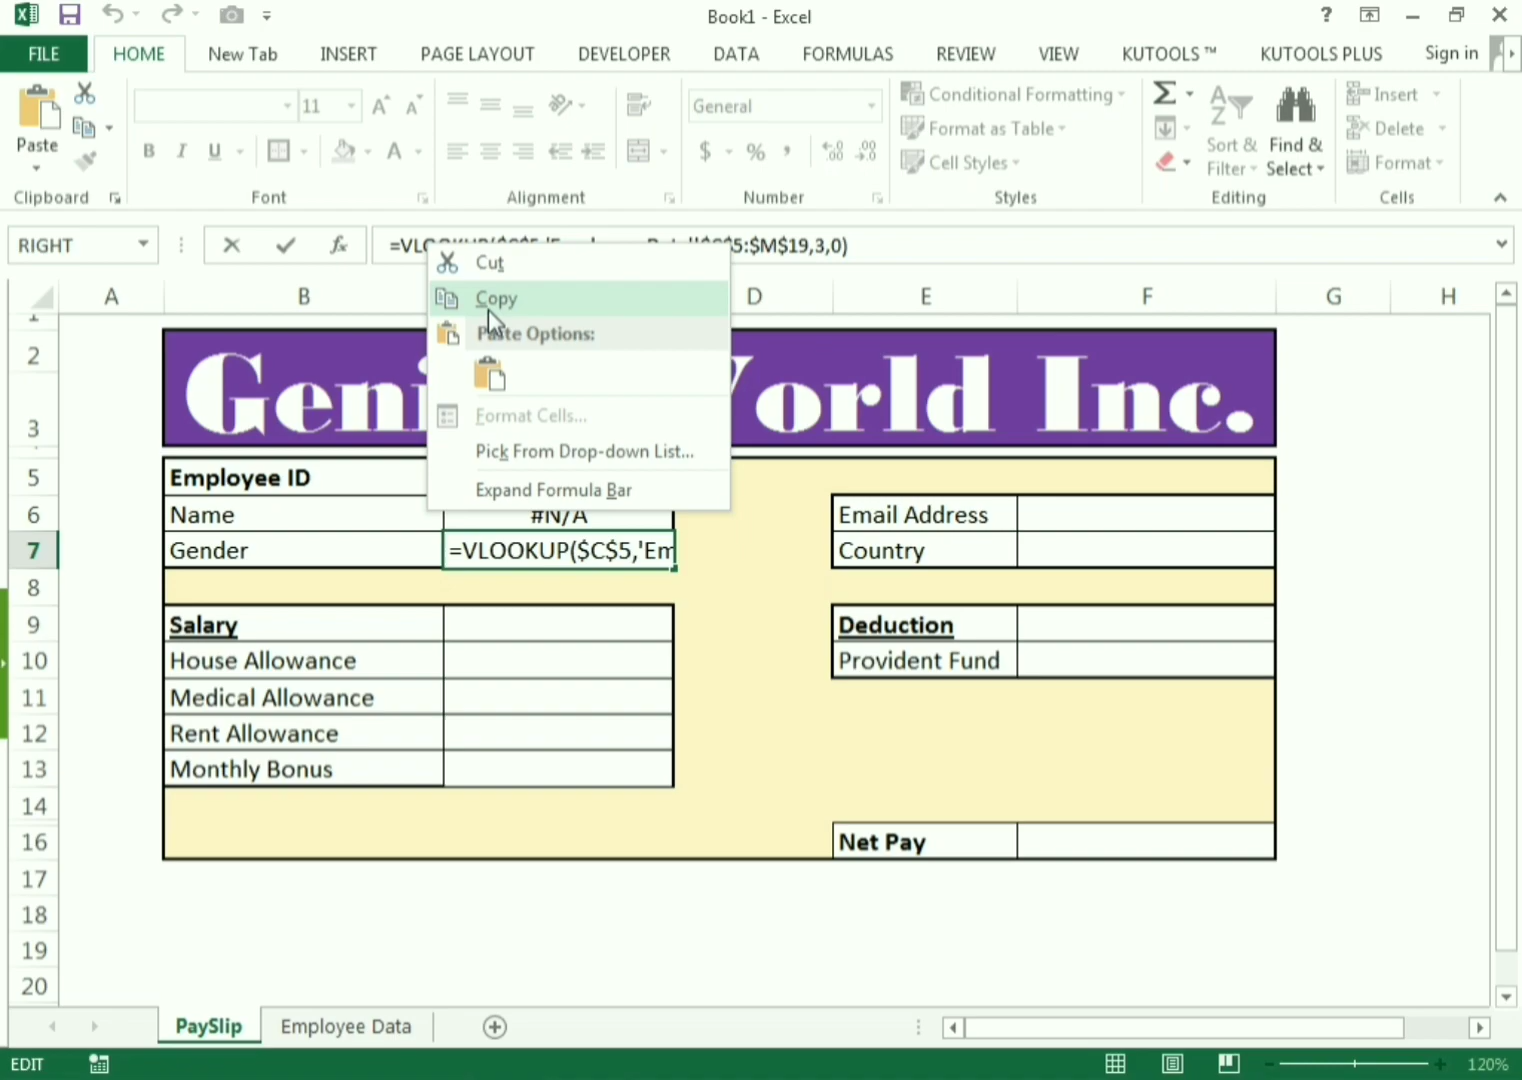 Book1 - Excel
?
FILE HOME New Tab INSERT PAGE LAYOUT DEVELOPER DATA FORMULAS REVIEW VIEW KUTOOLS ™ KUTOOLS PLUS Sign in
Paste
11 A A
B I U A
General
$ % , .00 .0
Conditional Formatting
Format as Table
Cell Styles
Σ
A
Z
Sort &
Filter
Find &
Select
Insert
Delete
Format
Clipboard Font Alignment Number Styles Editing Cells
RIGHT
fx
$5:$M$19,3,0)
Cut
Copy
Paste Options:
Format Cells...
Pick From Drop-down List...
Expand Formula Bar
A B D E F G H
2
3
5 Employee ID
6 Name #N/A Email Address
7 Gender =VLOOKUP($C$5,'Em Country
8
9 Salary Deduction
10 House Allowance Provident Fund
11 Medical Allowance
12 Rent Allowance
13 Monthly Bonus
14
16 Net Pay
17
18
19
20
Inc.
PaySlip Employee Data
EDIT
120%